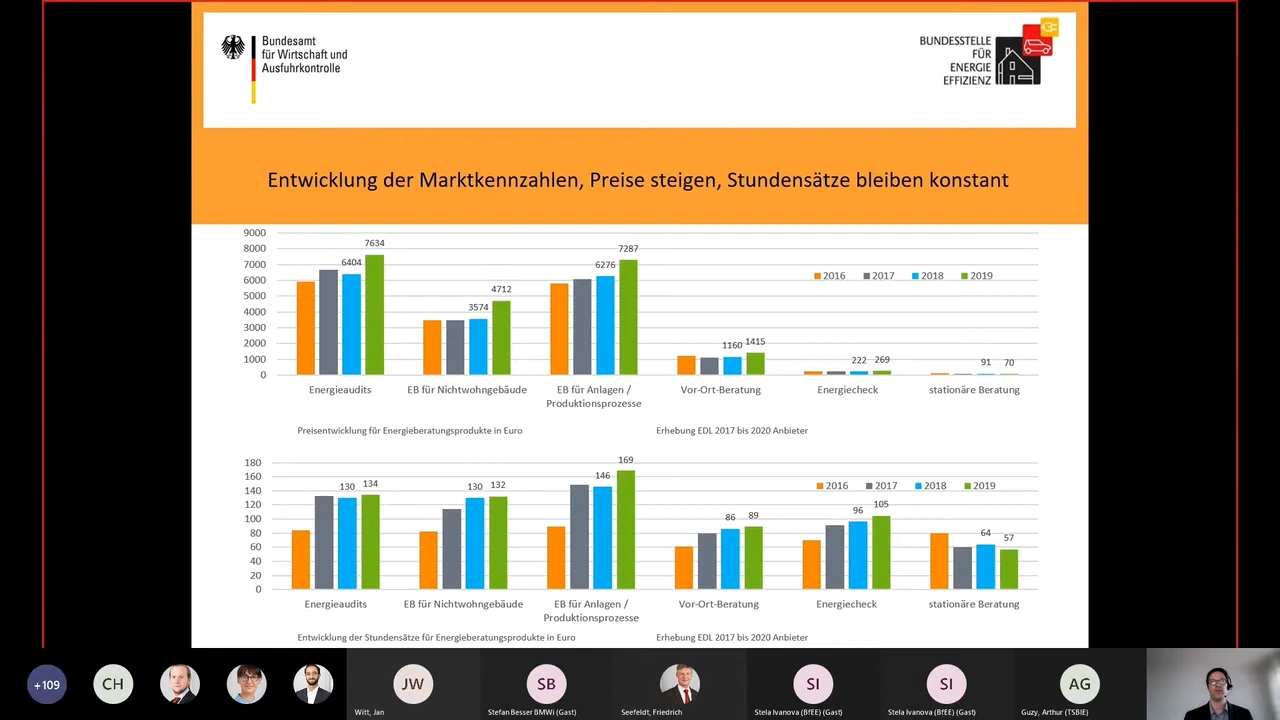 Bundesamt
für Wirtschaft und
Ausfuhrkontrolle
BUNDESSTELLE
FÜR
ENERGIE
EFFIZIENZ
Entwicklung der Marktkennzahlen, Preise steigen, Stundensätze bleiben konstant
9000
8000
7000
6000
5000
4000
3000
2000
1000
0
6404 7634
3574 4712
6276 7287
1160 1415
222 269
91 70
2016 2017 2018 2019
Energieaudits
EB für Nichtwohngebäude
EB für Anlagen /
Produktionsprozesse
Vor-Ort-Beratung
Energiecheck
stationäre Beratung
Preisentwicklung für Energieberatungsprodukte in Euro
Erhebung EDL 2017 bis 2020 Anbieter
180
160
140
120
100
80
60
40
20
0
130 134
130 132
146 169
86 89
96 105
64 57
2016 2017 2018 2019
Energieaudits
EB für Nichtwohngebäude
EB für Anlagen /
Produktionsprozesse
Vor-Ort-Beratung
Energiecheck
stationäre Beratung
Entwicklung der Stundensätze für Energieberatungsprodukte in Euro
Erhebung EDL 2017 bis 2020 Anbieter
+109
CH
JW
Witt, Jan
SB
Stefan Besser BMWi (Gast)
Seefeldt, Friedrich
SI
Stela Ivanova (BfEE) (Gast)
SI
Stela Ivanova (BfEE) (Gast)
AG
Guzy, Arthur (TSBIE)